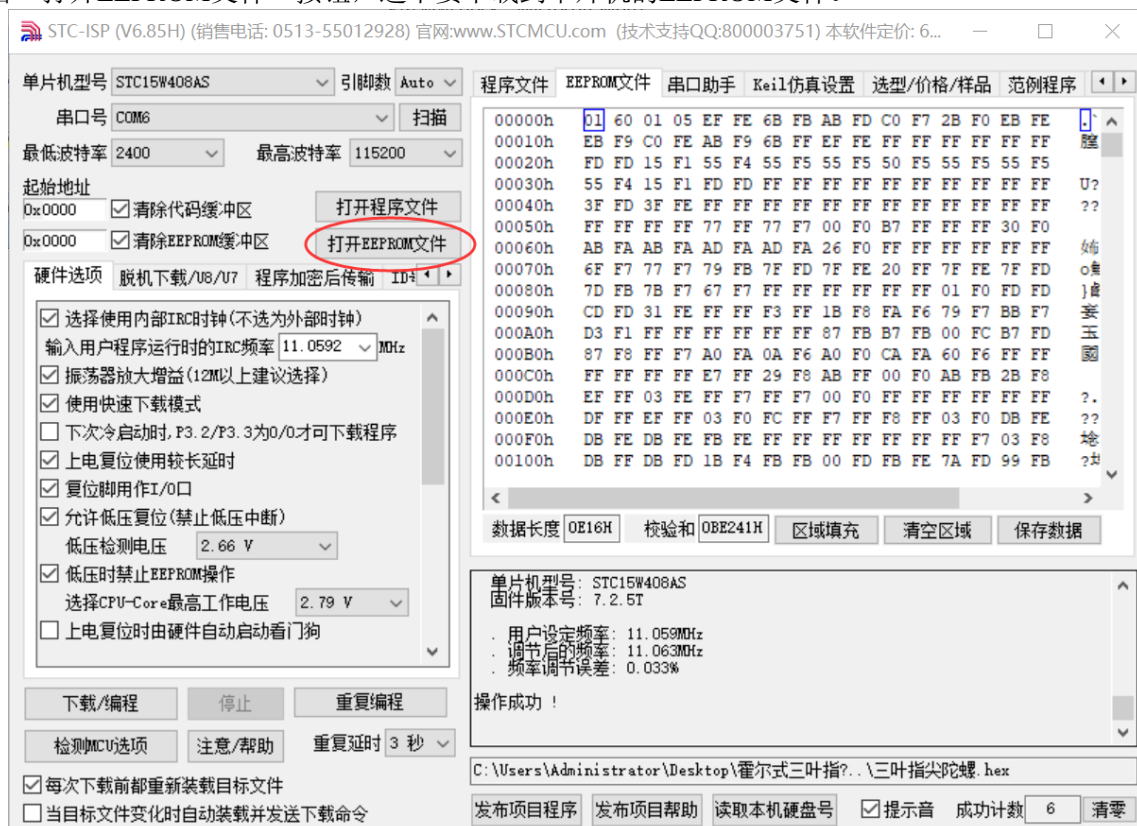 STC-ISP (V6.85H) (销售电话: 0513-55012928) 官网:www.STCMCU.com (技术支持QQ:800003751) 本软件定价: 6...
单片机型号 STC15W408AS 引脚数 Auto
串口号 COM6 扫描
最低波特率 2400 最高波特率 115200
起始地址
0x0000 清除代码缓冲区 打开程序文件
0x0000 清除EEPROM缓冲区 打开EEPROM文件
硬件选项 脱机下载/U8/U7 程序加密后传输
选择使用内部IRC时钟(不选为外部时钟)
输入用户程序运行时的IRC频率 11.0592 MHz
振荡器放大增益(12M以上建议选择)
使用快速下载模式
下次冷启动时,P3.2/P3.3为0/0才可下载程序
上电复位使用较长延时
复位脚用作I/O口
允许低压复位(禁止低压中断)
低压检测电压 2.66 V
低压时禁止EEPROM操作
选择CPU-Core最高工作电压 2.79 V
上电复位时由硬件自动启动看门狗
下载/编程 停止 重复编程
检测MCU选项 注意/帮助 重复延时 3 秒
每次下载前都重新装载目标文件
当目标文件变化时自动装载并发送下载命令
程序文件 EEPROM文件 串口助手 Keil仿真设置 选型/价格/样品 范例程序
00000h 01 60 01 05 EF FE 6B FB AB FD C0 F7 2B F0 EB FE
00010h EB F9 C0 FE AB F9 6B FF EF FE FF FF FF FF FF FF
00020h FD FD 15 F1 55 F4 55 F5 55 F5 50 F5 55 F5 55 F5
00030h 55 F4 15 F1 FD FD FF FF FF FF FF FF FF FF FF FF U?
00040h 3F FD 3F FE FF FF FF FF FF FF FF FF FF FF FF FF ??
00050h FF FF FF FF 77 FF 77 F7 00 F0 B7 FF FF FF 30 F0
00060h AB FA AB FA AD FA AD FA 26 F0 FF FF FF FF FF FF
00070h 6F F7 77 F7 79 FB 7F FD 7F FE 20 FF 7F FE 7F FD
00080h 7D FB 7B F7 67 F7 FF FF FF FF FF FF 01 F0 FD FD
00090h CD FD 31 FE FF FF F3 FF 1B F8 FA F6 79 F7 BB F7
000A0h D3 F1 FF FF FF FF FF FF 87 FB B7 FB 00 FC B7 FD
000B0h 87 F8 FF F7 A0 FA 0A F6 A0 F0 CA FA 60 F6 FF FF
000C0h FF FF FF FF E7 FF 29 F8 AB FF 00 F0 AB FB 2B F8
000D0h EF FF 03 FE FF F7 FF F7 00 F0 FF FF FF FF FF FF ?.
000E0h DF FF EF FF 03 F0 FC FF F7 FF F8 FF 03 F0 DB FE ??
000F0h DB FE DB FE FB FE FF FF FF FF FF FF FF F7 03 F8
00100h DB FF DB FD 1B F4 FB FB 00 FD FB FE 7A FD 99 FB
数据长度 0E16H 校验和 0BE241H 区域填充 清空区域 保存数据
单片机型号: STC15W408AS
固件版本号: 7.2.5T
. 用户设定频率: 11.059MHz
. 调节后的频率: 11.063MHz
. 频率调节误差: 0.033%
操作成功 !
C:\Users\Administrator\Desktop\霍尔式三叶指?..\三叶指尖陀螺.hex
发布项目程序 发布项目帮助 读取本机硬盘号 提示音 成功计数 6 清零